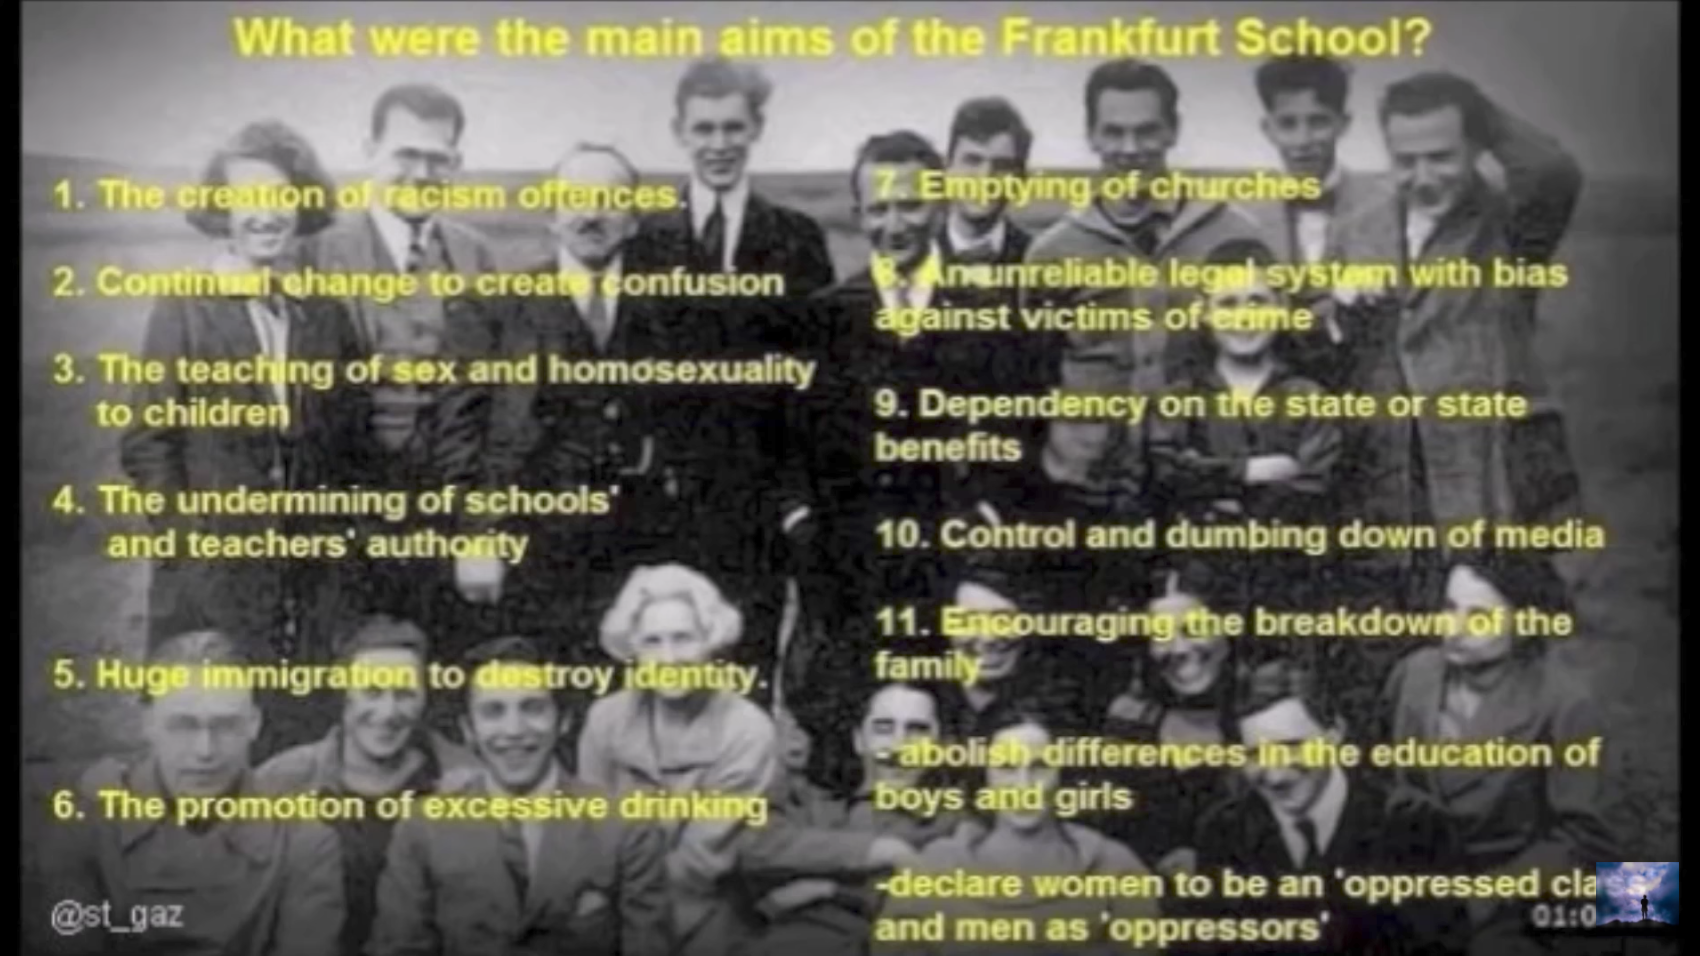 What were the main aims of the Frankfurt School?
1. The creation of racism offences.
2. Continual change to create confusion
3. The teaching of sex and homosexuality
to children
4. The undermining of schools'
and teachers' authority
5. Huge immigration to destroy identity.
6. The promotion of excessive drinking
7. Emptying of churches
8. An unreliable legal system with bias
against victims of crime
9. Dependency on the state or state
benefits
10. Control and dumbing down of media
11. Encouraging the breakdown of the
family
- abolish differences in the education of
boys and girls
-declare women to be an 'oppressed class'
and men as 'oppressors'
@st_gaz
01:0